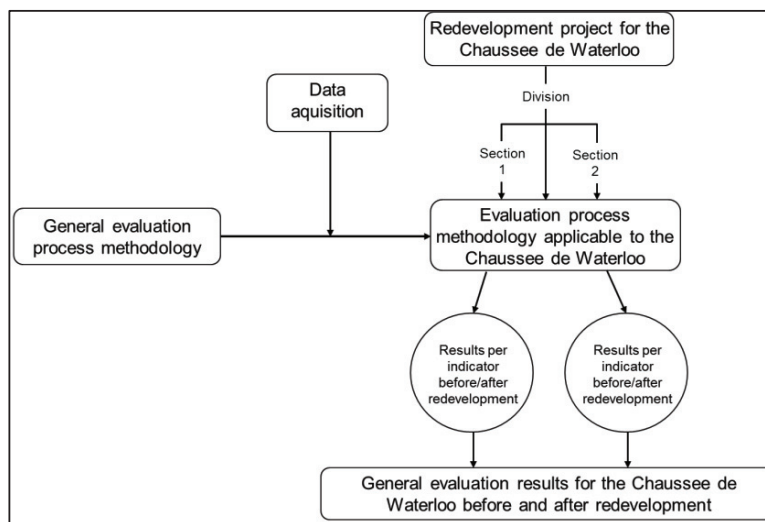 Redevelopment project for the
Chaussee de Waterloo
Data
aquisition
Division
Section
1
Section
2
General evaluation
process methodology
Evaluation process
methodology applicable to the
Chaussee de Waterloo
Results per
indicator
before/after
redevelopment
Results per
indicator
before/after
redevelopment
General evaluation results for the Chaussee de
Waterloo before and after redevelopment